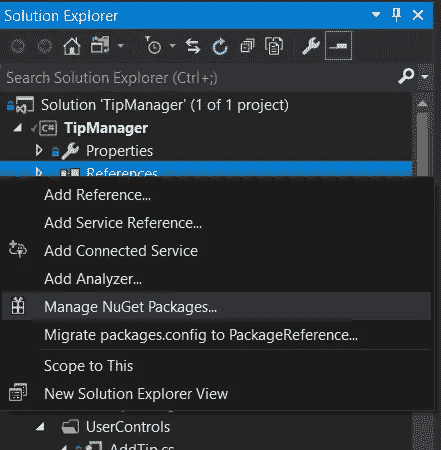 Solution Explorer
Search Solution Explorer (Ctrl+;)
Solution 'TipManager' (1 of 1 project)
C# TipManager
Properties
References
Add Reference...
Add Service Reference...
Add Connected Service
Add Analyzer...
Manage NuGet Packages...
Migrate packages.config to PackageReference...
Scope to This
New Solution Explorer View
UserControls
AddTip.cs